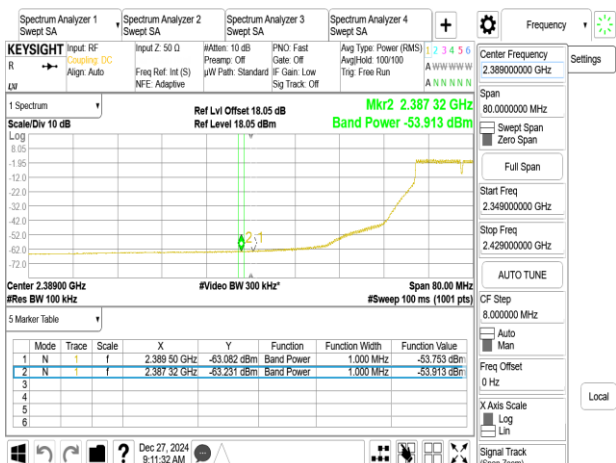 Spectrum Analyzer 1
Swept SA
Spectrum Analyzer 2
Swept SA
Spectrum Analyzer 3
Swept SA
Spectrum Analyzer 4
Swept SA
+
Frequency
KEYSIGHT
R
Input: RF
Coupling: DC
Align: Auto
Input Z: 50 Ω
Freq Ref: Int (S)
NFE: Adaptive
#Atten: 10 dB
Preamp: Off
µW Path: Standard
PNO: Fast
Gate: Off
IF Gain: Low
Sig Track: Off
Avg Type: Power (RMS)
Avg|Hold: 100/100
Trig: Free Run
1 2 3 4 5 6
A W W W W W
A N N N N N
Center Frequency
2.389000000 GHz
Settings
Span
80.0000000 MHz
Swept Span
Zero Span
Full Span
Start Freq
2.349000000 GHz
Stop Freq
2.429000000 GHz
AUTO TUNE
CF Step
8.000000 MHz
Auto
Man
Freq Offset
0 Hz
X Axis Scale
Log
Lin
Local
Signal Track
(Span Zoom)
1 Spectrum
Scale/Div 10 dB
Ref Lvl Offset 18.05 dB
Ref Level 18.05 dBm
Mkr2 2.387 32 GHz
Band Power -53.913 dBm
Log
8.05
-1.95
-12.0
-22.0
-32.0
-42.0
-52.0
-62.0
-72.0
2
1
Center 2.38900 GHz
#Res BW 100 kHz
#Video BW 300 kHz*
Span 80.00 MHz
#Sweep 100 ms (1001 pts)
5 Marker Table
Mode Trace Scale X Y Function Function Width Function Value
1 N 1 f 2.389 50 GHz -63.082 dBm Band Power 1.000 MHz -53.753 dBm
2 N 1 f 2.387 32 GHz -63.231 dBm Band Power 1.000 MHz -53.913 dBm
3
4
5
6
?
Dec 27, 2024
9:11:32 AM